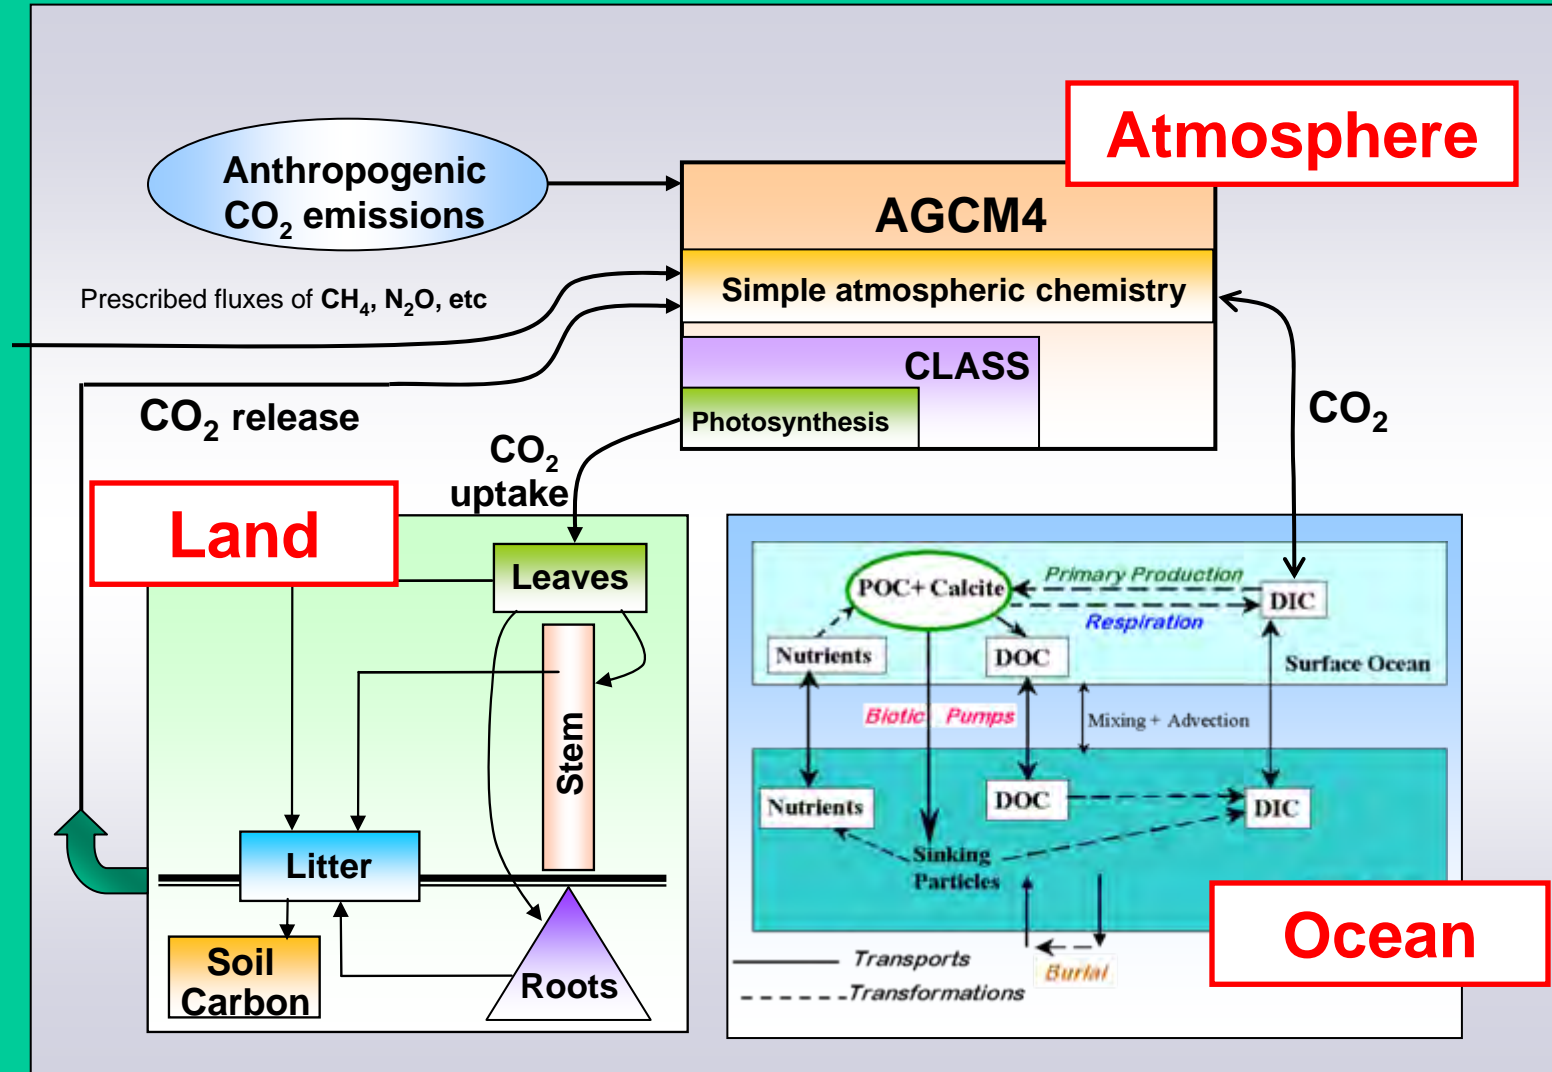 Atmosphere
Anthropogenic
CO₂ emissions
AGCM4
Simple atmospheric chemistry
Prescribed fluxes of CH₄, N₂O, etc
CLASS
Photosynthesis
CO₂ release
CO₂
CO₂
uptake
Land
Leaves
Stem
Litter
Soil
Carbon
Roots
POC+ Calcite
Primary Production
DIC
Respiration
Nutrients
DOC
Surface Ocean
Biotic Pumps
Mixing + Advection
Nutrients
DOC
DIC
Sinking
Particles
Ocean
Transports
Burial
Transformations